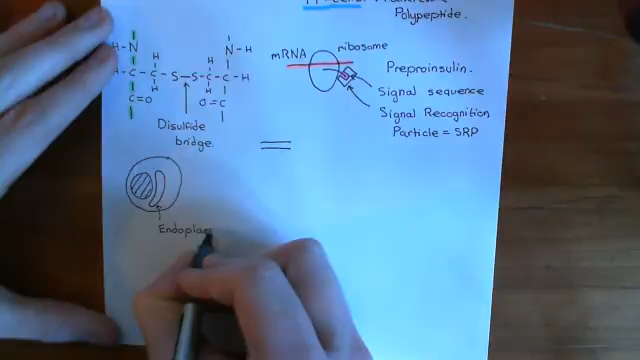 Polypeptide.
H-N
N-H
H
H
mRNA
ribosome
H-C-C-S-S-C-C-H
Preproinsulin.
H
H
C=O
O=C
Signal sequence
Signal Recognition
Particle = SRP
Disulfide
bridge.
Endoplas